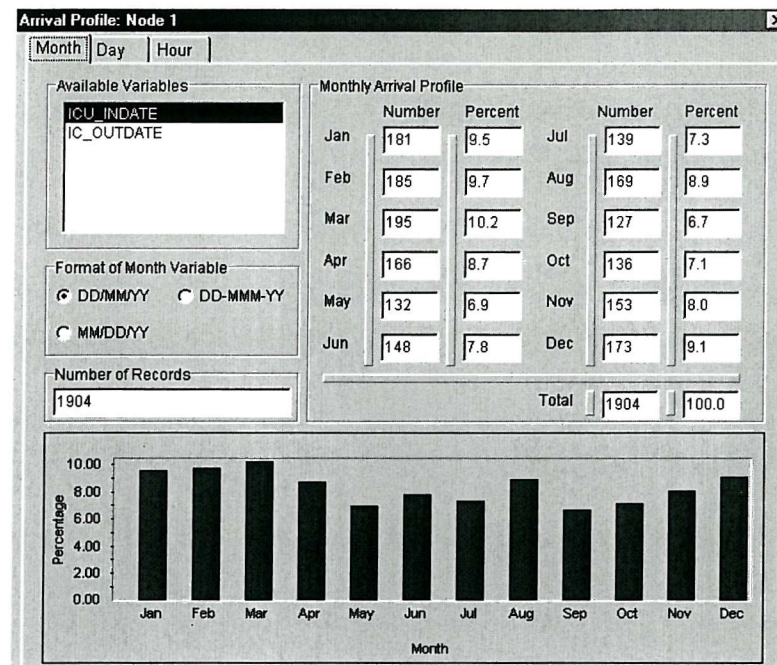 Arrival Profile: Node 1
Month Day Hour
Available Variables
ICU_INDATE
IC_OUTDATE
Format of Month Variable
DD/MM/YY DD-MMM-YY
MM/DD/YY
Number of Records
1904
Monthly Arrival Profile
Number Percent Number Percent
Jan 181 9.5 Jul 139 7.3
Feb 185 9.7 Aug 169 8.9
Mar 195 10.2 Sep 127 6.7
Apr 166 8.7 Oct 136 7.1
May 132 6.9 Nov 153 8.0
Jun 148 7.8 Dec 173 9.1
Total 1904 100.0
Percentage
10.00
8.00
6.00
4.00
2.00
0.00
Jan Feb Mar Apr May Jun Jul Aug Sep Oct Nov Dec
Month